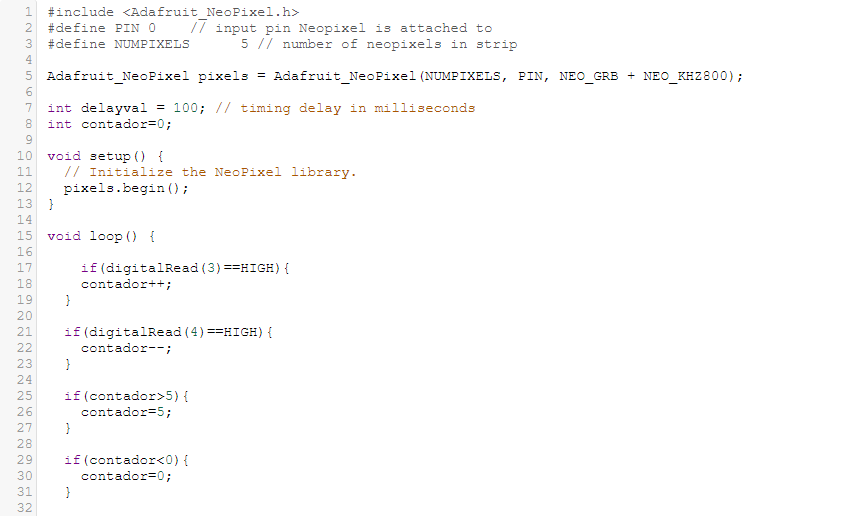 1 #include <Adafruit_NeoPixel.h>
2 #define PIN 0    // input pin Neopixel is attached to
3 #define NUMPIXELS      5 // number of neopixels in strip
4
5 Adafruit_NeoPixel pixels = Adafruit_NeoPixel(NUMPIXELS, PIN, NEO_GRB + NEO_KHZ800);
6
7 int delayval = 100; // timing delay in milliseconds
8 int contador=0;
9
10 void setup() {
11   // Initialize the NeoPixel library.
12   pixels.begin();
13 }
14
15 void loop() {
16
17     if(digitalRead(3)==HIGH){
18     contador++;
19   }
20
21   if(digitalRead(4)==HIGH){
22     contador--;
23   }
24
25   if(contador>5){
26     contador=5;
27   }
28
29   if(contador<0){
30     contador=0;
31   }
32